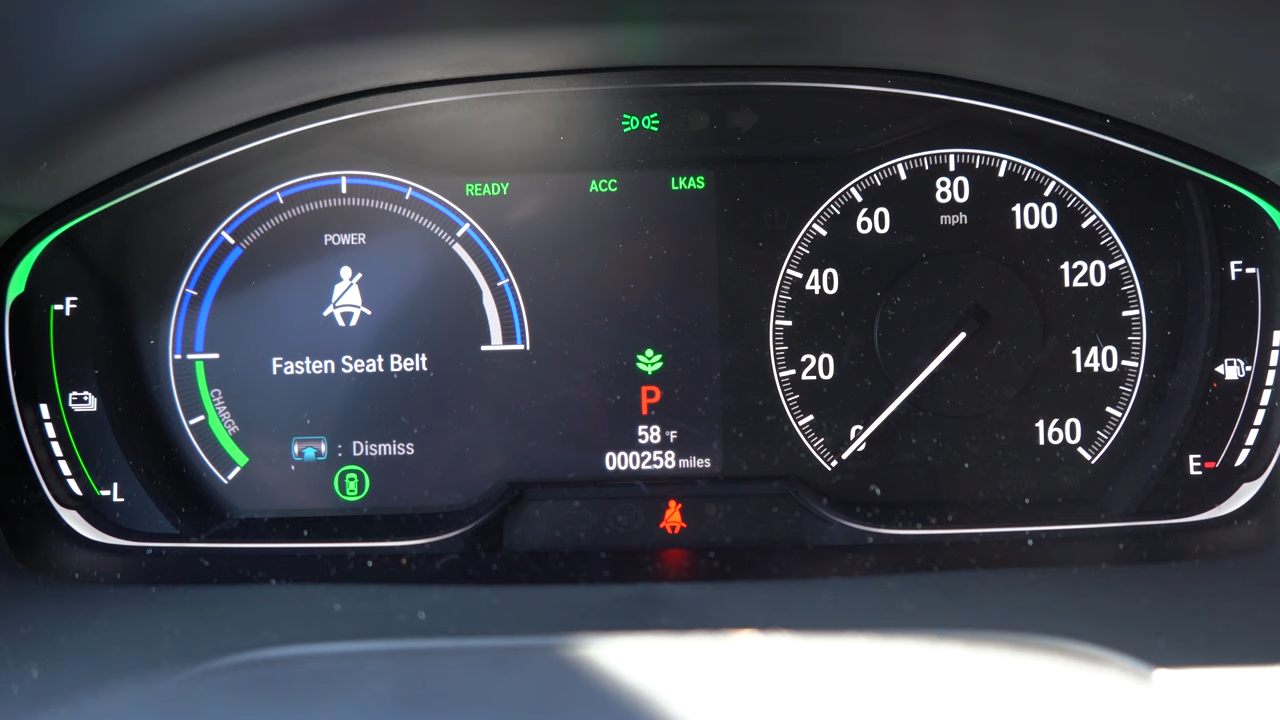 READY ACC LKAS
POWER
Fasten Seat Belt
CHARGE
: Dismiss
F
L
P
58 °F
000258 miles
0
20
40
60
80
mph
100
120
140
160
F
E